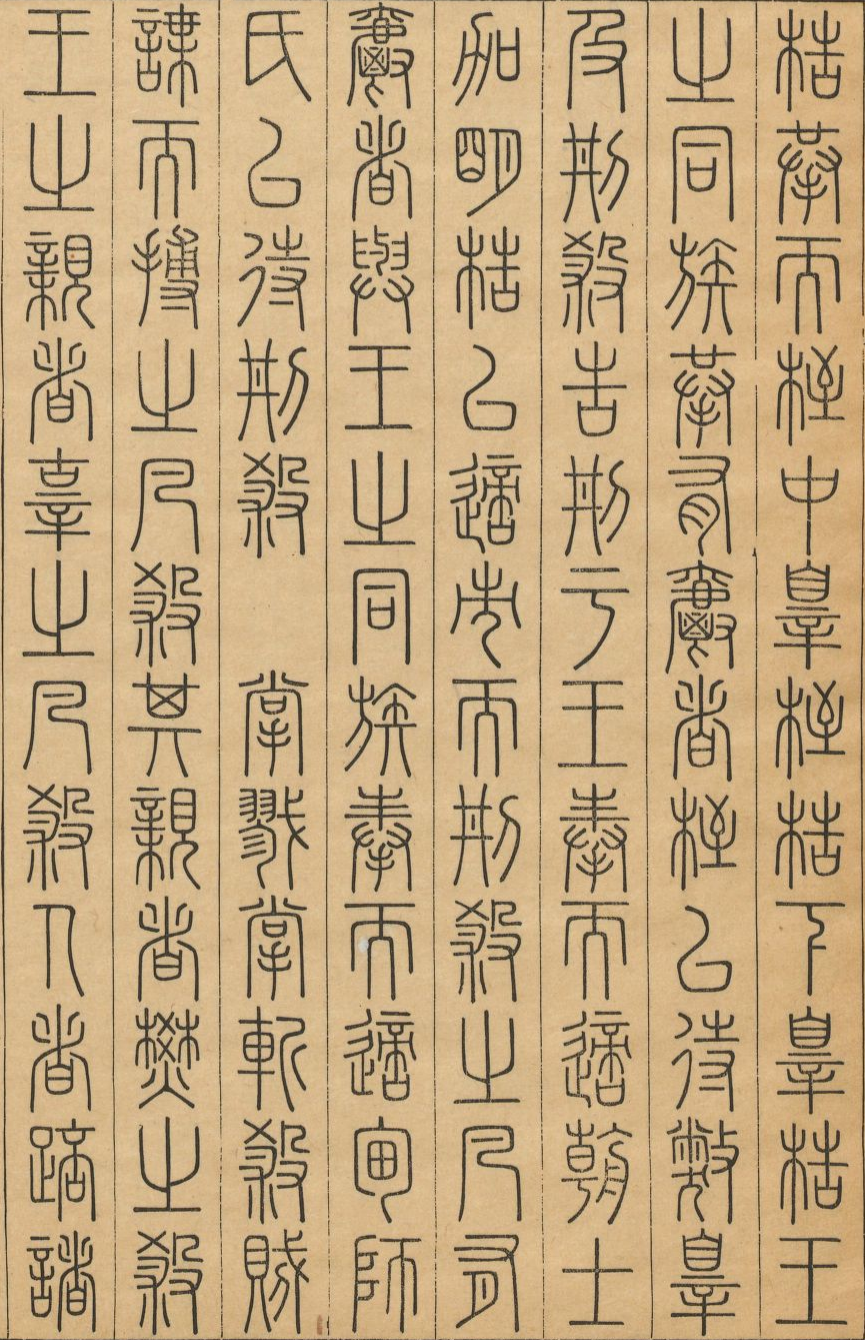 梏拲而桎中辠桎梏下辠梏王
之同族拲有爵者桎以待弊辠
及刑殺告刑于王奉而適朝士
加明梏以適市而刑殺之凡有
爵者與王之同族奉而適甸師
氏以待刑殺 掌戮掌斬殺賊
諜而搏之凡殺其親者焚之殺
王之親者辜之凡殺人者踣諸